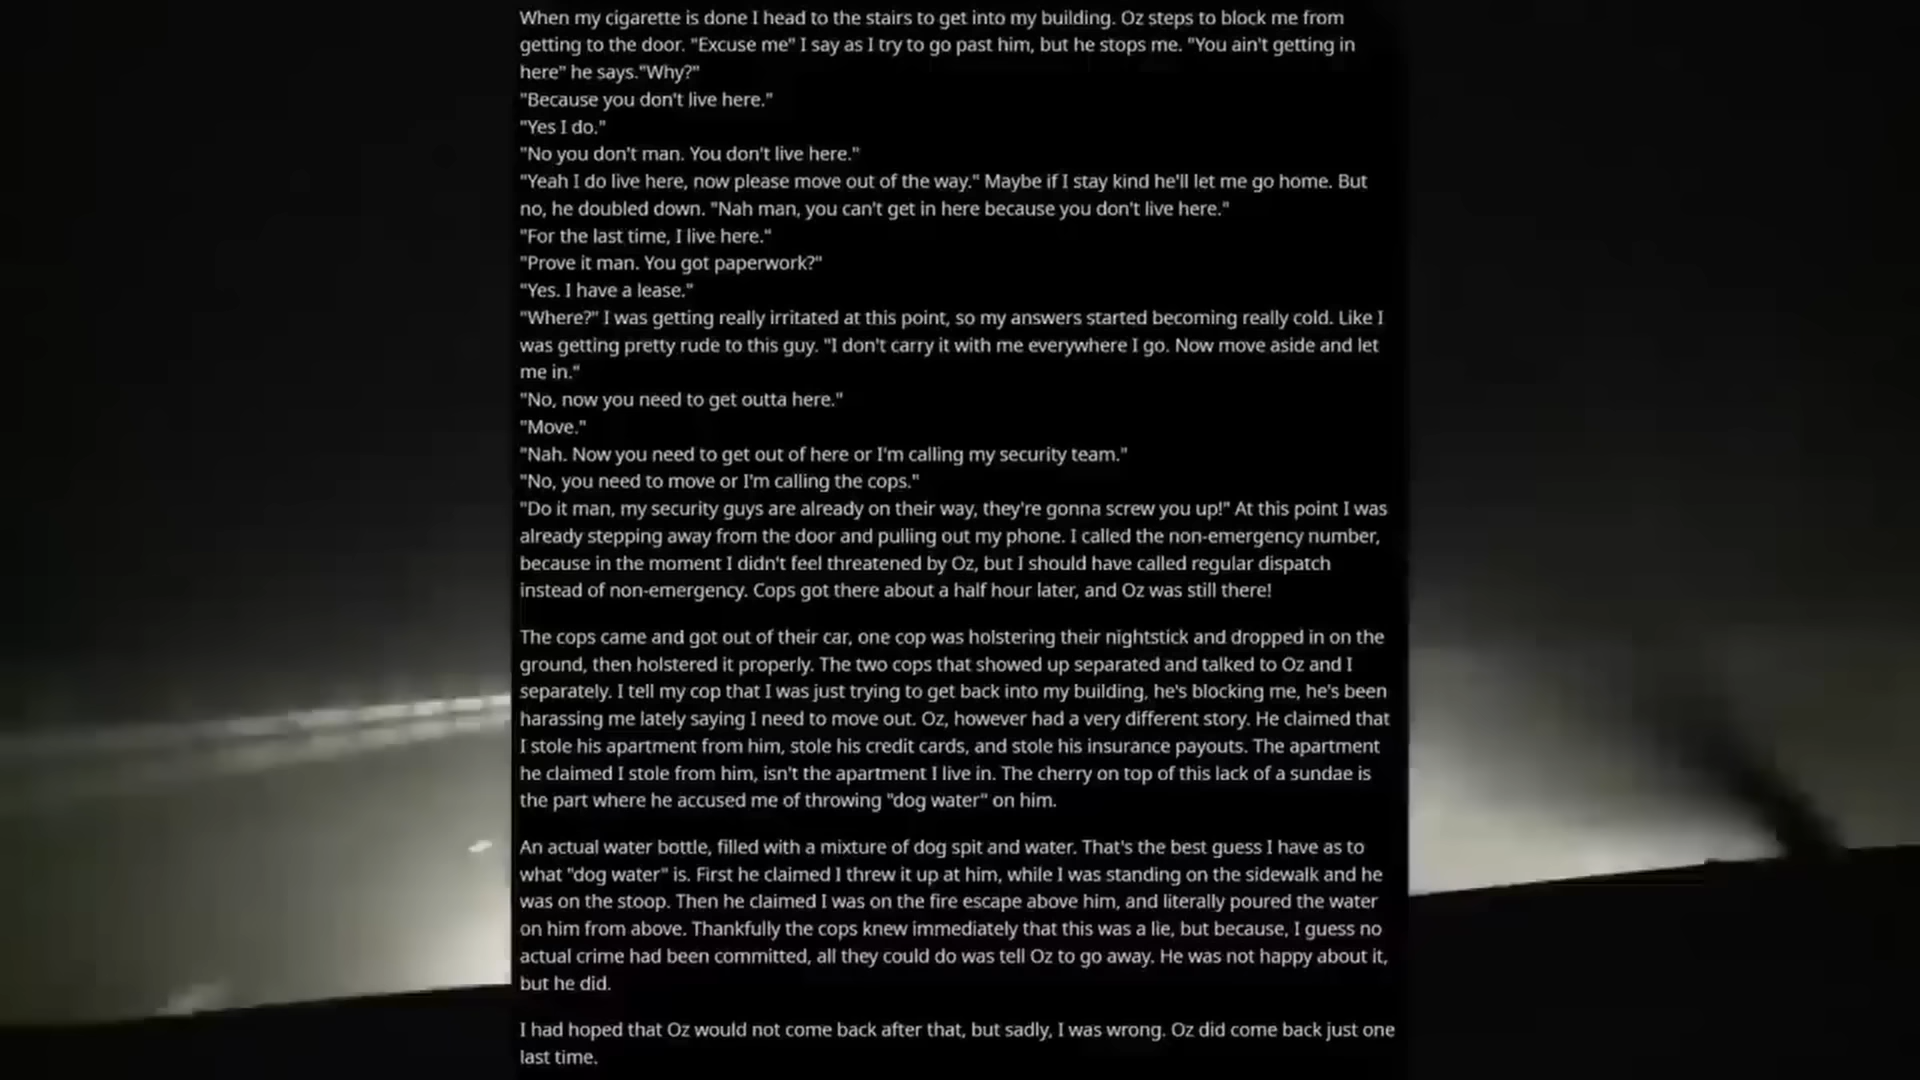 When my cigarette is done I head to the stairs to get into my building. Oz steps to block me from
getting to the door. "Excuse me" I say as I try to go past him, but he stops me. "You ain't getting in
here" he says."Why?"
"Because you don't live here."
"Yes I do."
"No you don't man. You don't live here."
"Yeah I do live here, now please move out of the way." Maybe if I stay kind he'll let me go home. But
no, he doubled down. "Nah man, you can't get in here because you don't live here."
"For the last time, I live here."
"Prove it man. You got paperwork?"
"Yes. I have a lease."
"Where?" I was getting really irritated at this point, so my answers started becoming really cold. Like I
was getting pretty rude to this guy. "I don't carry it with me everywhere I go. Now move aside and let
me in."
"No, now you need to get outta here."
"Move."
"Nah. Now you need to get out of here or I'm calling my security team."
"No, you need to move or I'm calling the cops."
"Do it man, my security guys are already on their way, they're gonna screw you up!" At this point I was
already stepping away from the door and pulling out my phone. I called the non-emergency number,
because in the moment I didn't feel threatened by Oz, but I should have called regular dispatch
instead of non-emergency. Cops got there about a half hour later, and Oz was still there!
The cops came and got out of their car, one cop was holstering their nightstick and dropped in on the
ground, then holstered it properly. The two cops that showed up separated and talked to Oz and I
separately. I tell my cop that I was just trying to get back into my building, he's blocking me, he's been
harassing me lately saying I need to move out. Oz, however had a very different story. He claimed that
I stole his apartment from him, stole his credit cards, and stole his insurance payouts. The apartment
he claimed I stole from him, isn't the apartment I live in. The cherry on top of this lack of a sundae is
the part where he accused me of throwing "dog water" on him.
An actual water bottle, filled with a mixture of dog spit and water. That's the best guess I have as to
what "dog water" is. First he claimed I threw it up at him, while I was standing on the sidewalk and he
was on the stoop. Then he claimed I was on the fire escape above him, and literally poured the water
on him from above. Thankfully the cops knew immediately that this was a lie, but because, I guess no
actual crime had been committed, all they could do was tell Oz to go away. He was not happy about it,
but he did.
I had hoped that Oz would not come back after that, but sadly, I was wrong. Oz did come back just one
last time.